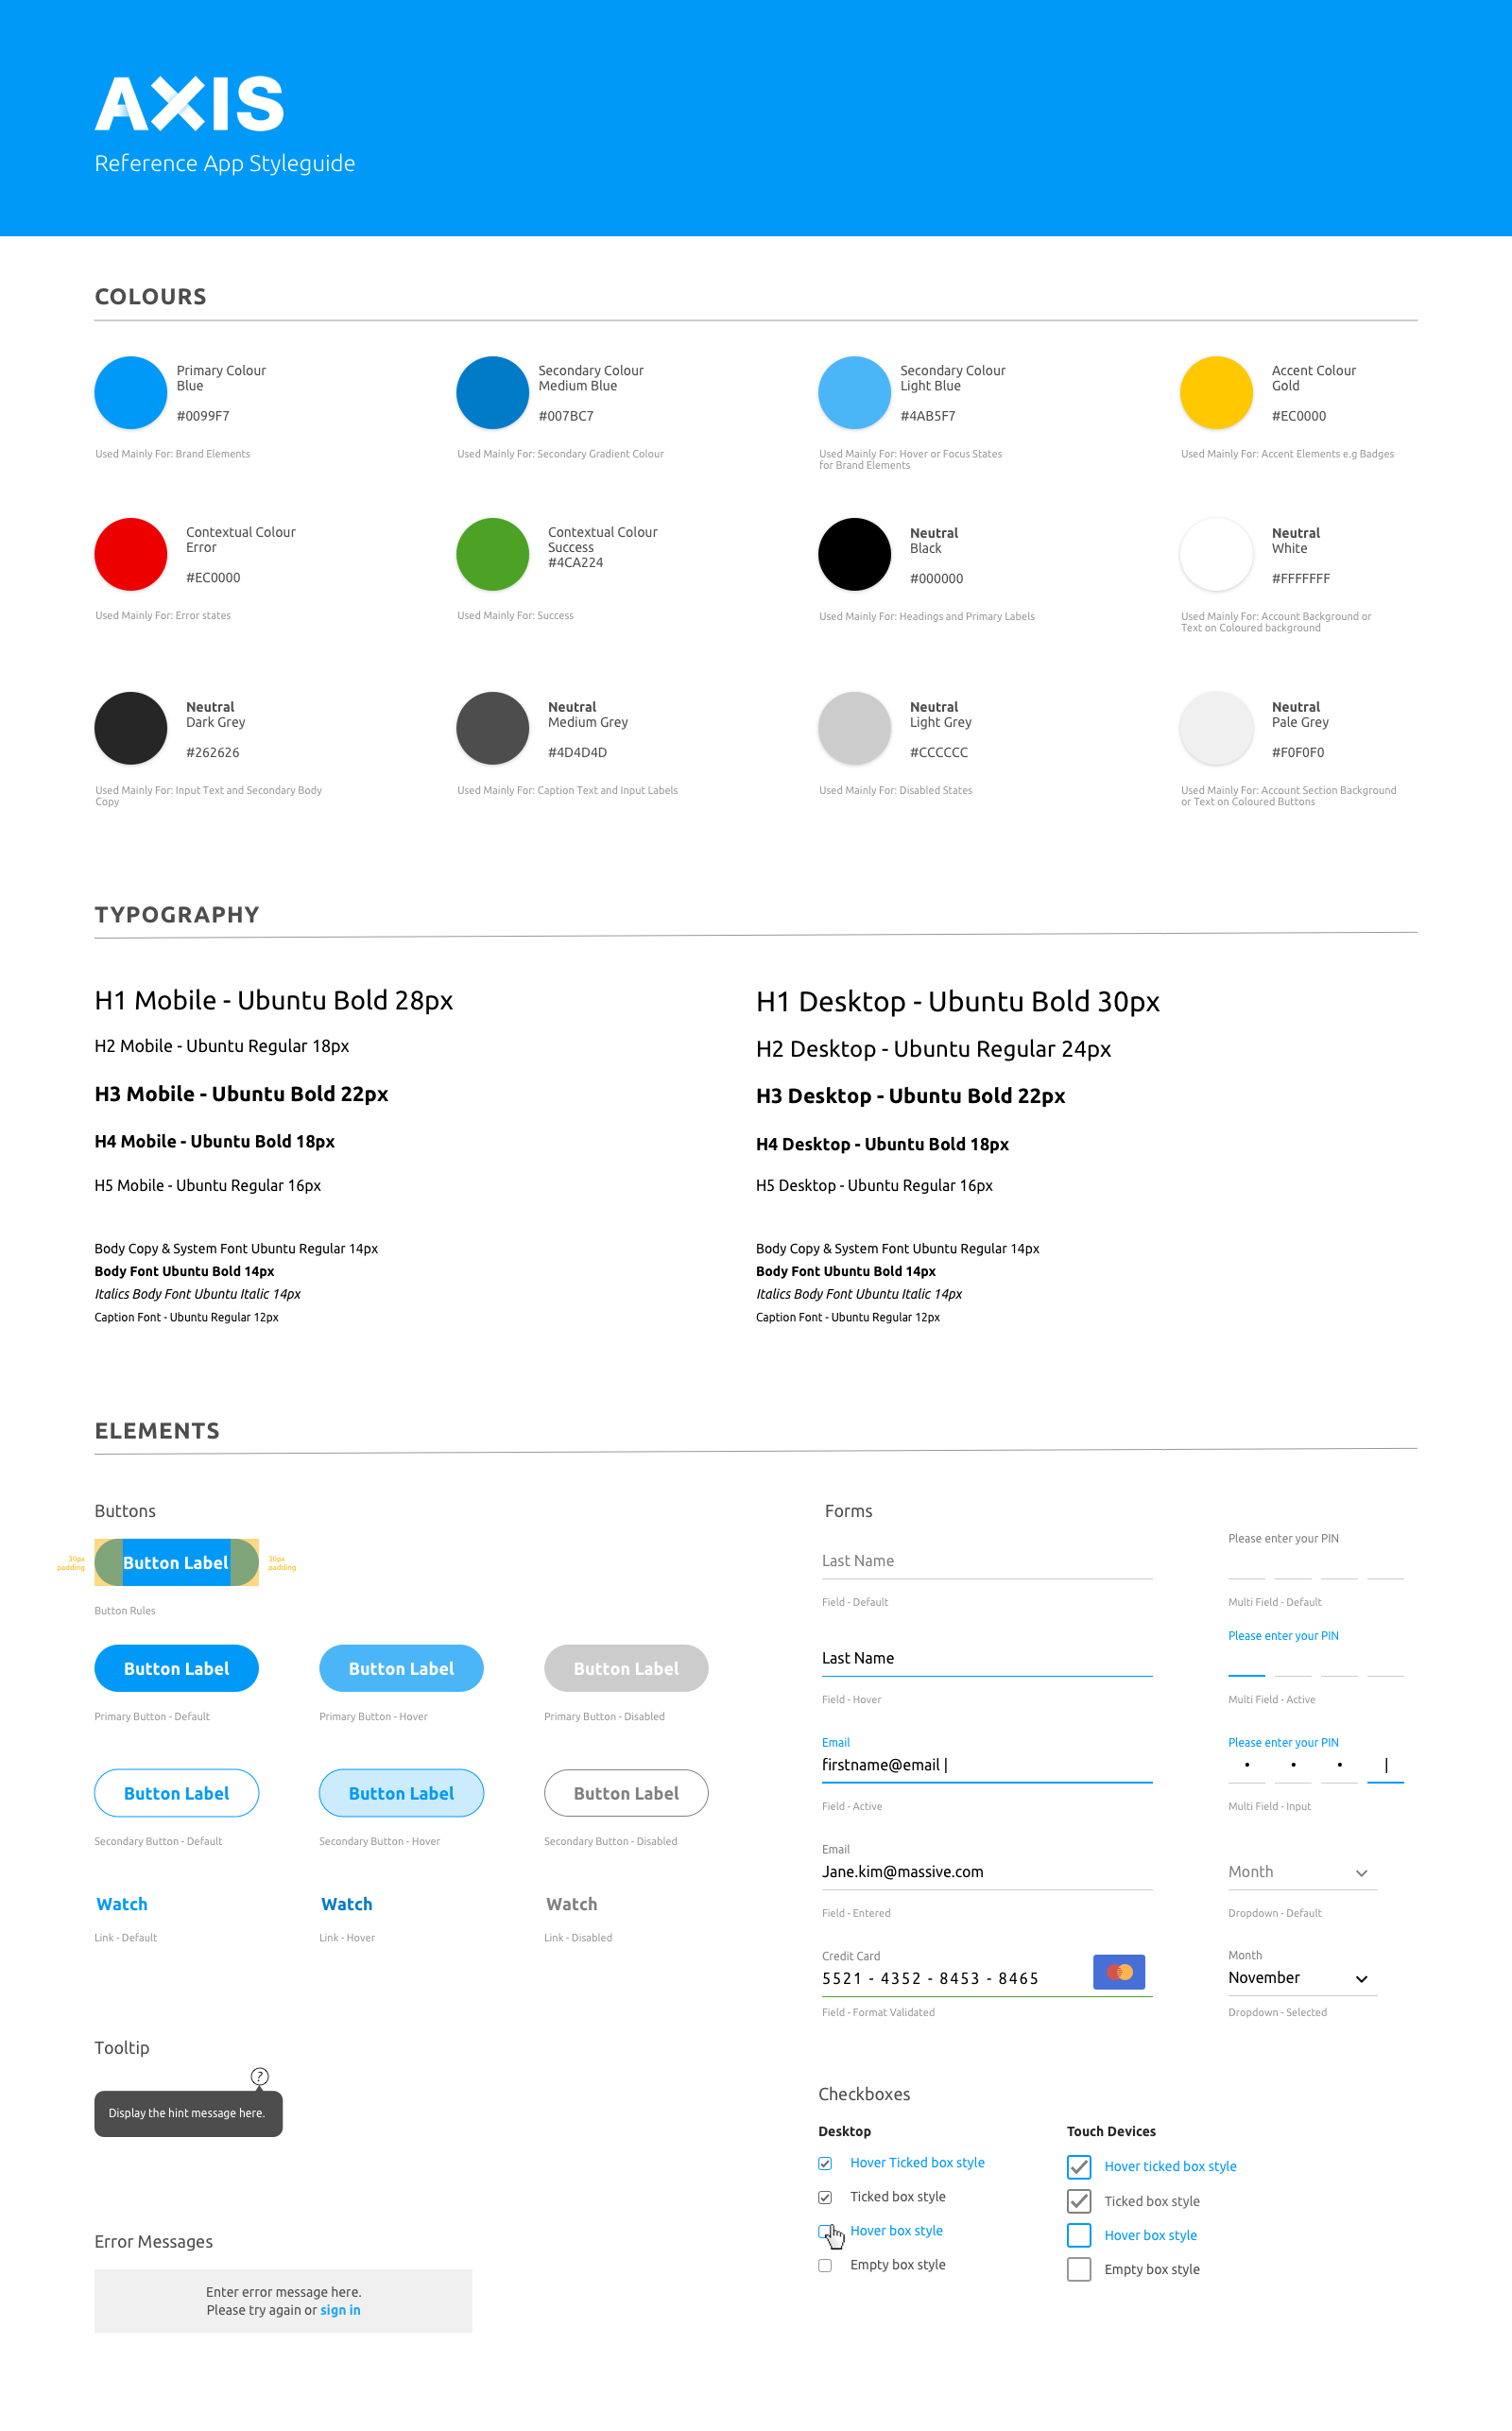 AXIS
Reference App Styleguide
COLOURS
Primary Colour
Blue
#0099F7
Used Mainly For: Brand Elements
Secondary Colour
Medium Blue
#007BC7
Used Mainly For: Secondary Gradient Colour
Secondary Colour
Light Blue
#4AB5F7
Used Mainly For: Hover or Focus States
for Brand Elements
Accent Colour
Gold
#EC0000
Used Mainly For: Accent Elements e.g Badges
Contextual Colour
Error
#EC0000
Used Mainly For: Error states
Contextual Colour
Success
#4CA224
Used Mainly For: Success
Neutral
Black
#000000
Used Mainly For: Headings and Primary Labels
Neutral
White
#FFFFFFF
Used Mainly For: Account Background or
Text on Coloured background
Neutral
Dark Grey
#262626
Used Mainly For: Input Text and Secondary Body
Copy
Neutral
Medium Grey
#4D4D4D
Used Mainly For: Caption Text and Input Labels
Neutral
Light Grey
#CCCCCC
Used Mainly For: Disabled States
Neutral
Pale Grey
#F0F0F0
Used Mainly For: Account Section Background
or Text on Coloured Buttons
TYPOGRAPHY
H1 Mobile - Ubuntu Bold 28px
H2 Mobile - Ubuntu Regular 18px
H3 Mobile - Ubuntu Bold 22px
H4 Mobile - Ubuntu Bold 18px
H5 Mobile - Ubuntu Regular 16px
Body Copy & System Font Ubuntu Regular 14px
Body Font Ubuntu Bold 14px
Italics Body Font Ubuntu Italic 14px
Caption Font - Ubuntu Regular 12px
H1 Desktop - Ubuntu Bold 30px
H2 Desktop - Ubuntu Regular 24px
H3 Desktop - Ubuntu Bold 22px
H4 Desktop - Ubuntu Bold 18px
H5 Desktop - Ubuntu Regular 16px
Body Copy & System Font Ubuntu Regular 14px
Body Font Ubuntu Bold 14px
Italics Body Font Ubuntu Italic 14px
Caption Font - Ubuntu Regular 12px
ELEMENTS
Buttons
30px
padding
Button Label
30px
padding
Button Rules
Button Label
Primary Button - Default
Button Label
Primary Button - Hover
Button Label
Primary Button - Disabled
Button Label
Secondary Button - Default
Button Label
Secondary Button - Hover
Button Label
Secondary Button - Disabled
Watch
Link - Default
Watch
Link - Hover
Watch
Link - Disabled
Tooltip
?
Display the hint message here.
Error Messages
Enter error message here.
Please try again or sign in
Forms
Last Name
Field - Default
Last Name
Field - Hover
Email
firstname@email |
Field - Active
Email
Jane.kim@massive.com
Field - Entered
Credit Card
5521 - 4352 - 8453 - 8465
Field - Format Validated
Please enter your PIN
Multi Field - Default
Please enter your PIN
Multi Field - Active
Please enter your PIN
• • • |
Multi Field - Input
Month
Dropdown - Default
Month
November
Dropdown - Selected
Checkboxes
Desktop
Hover Ticked box style
Ticked box style
Hover box style
Empty box style
Touch Devices
Hover ticked box style
Ticked box style
Hover box style
Empty box style